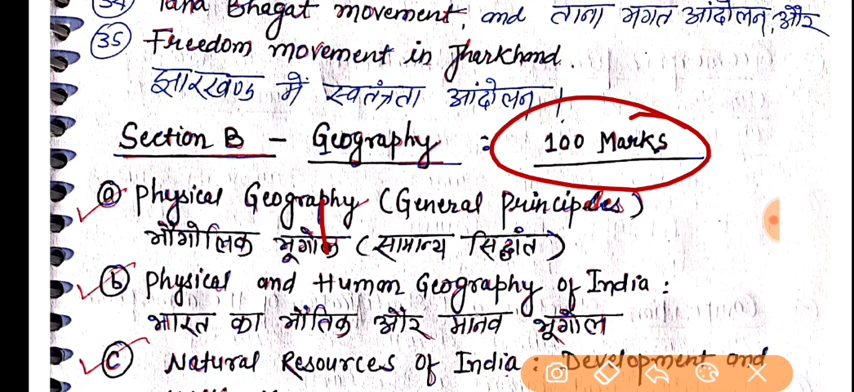 34 Tana Bhagat movement, and ताना भगत आंदोलन, और
35 Freedom movement in Jharkhand.
झारखंड में स्वतंत्रता आंदोलन।
Section B - Geography : 100 Marks
a Physical Geography (General Principles)
भौगोलिक भूगोल (सामान्य सिद्धांत)
b Physical and Human Geography of India :
भारत का भौतिक और मानव भूगोल
C Natural Resources of India : Development and